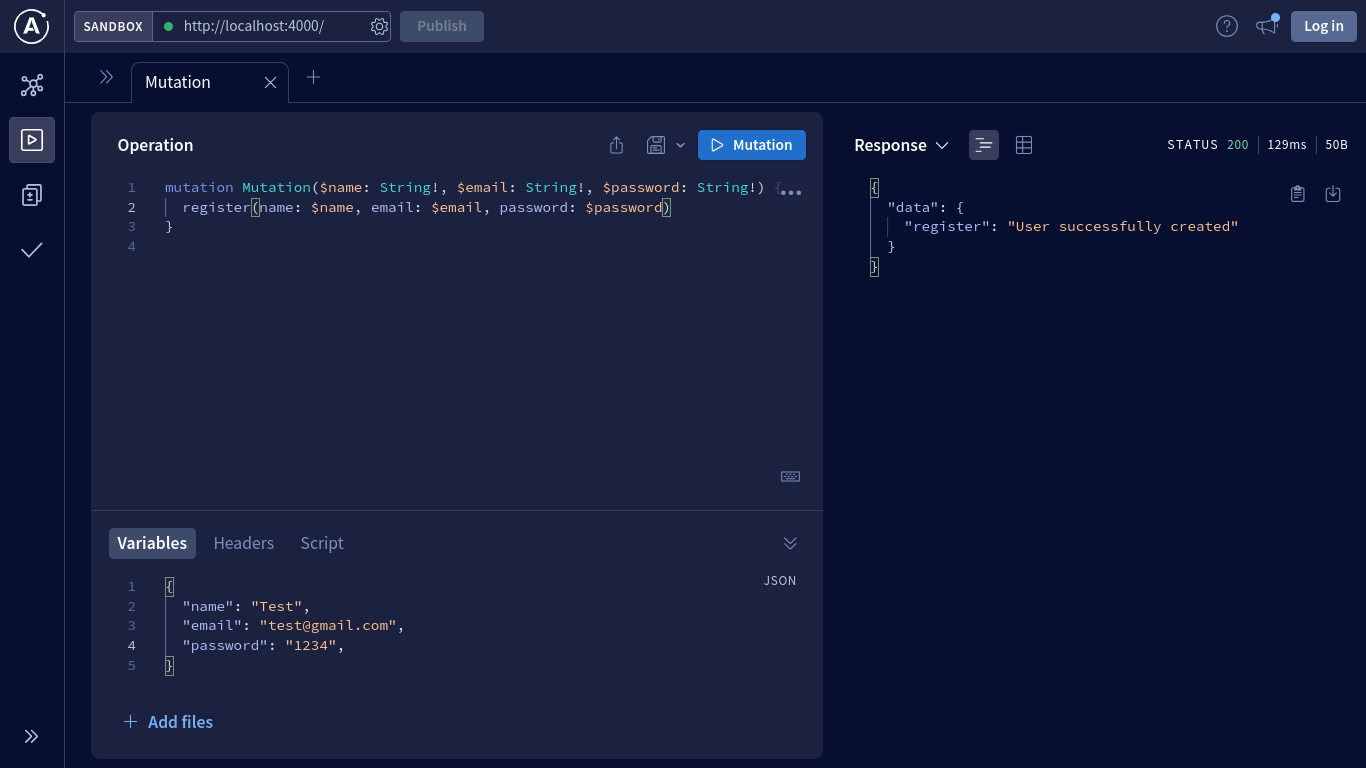 SANDBOX http://localhost:4000/ Publish Log in
Mutation
Operation Mutation
1 mutation Mutation($name: String!, $email: String!, $password: String!) {
2 register(name: $name, email: $email, password: $password)
3 }
4
Variables Headers Script
JSON
1 {
2 "name": "Test",
3 "email": "test@gmail.com",
4 "password": "1234",
5 }
Add files
Response STATUS 200 129ms 50B
{
"data": {
"register": "User successfully created"
}
}